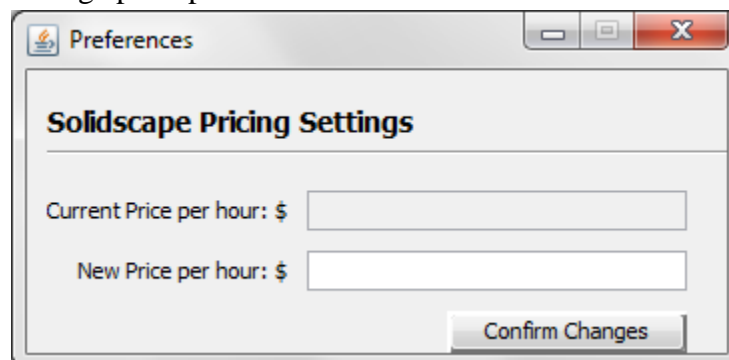 Preferences
Solidscape Pricing Settings
Current Price per hour: $
New Price per hour: $
Confirm Changes